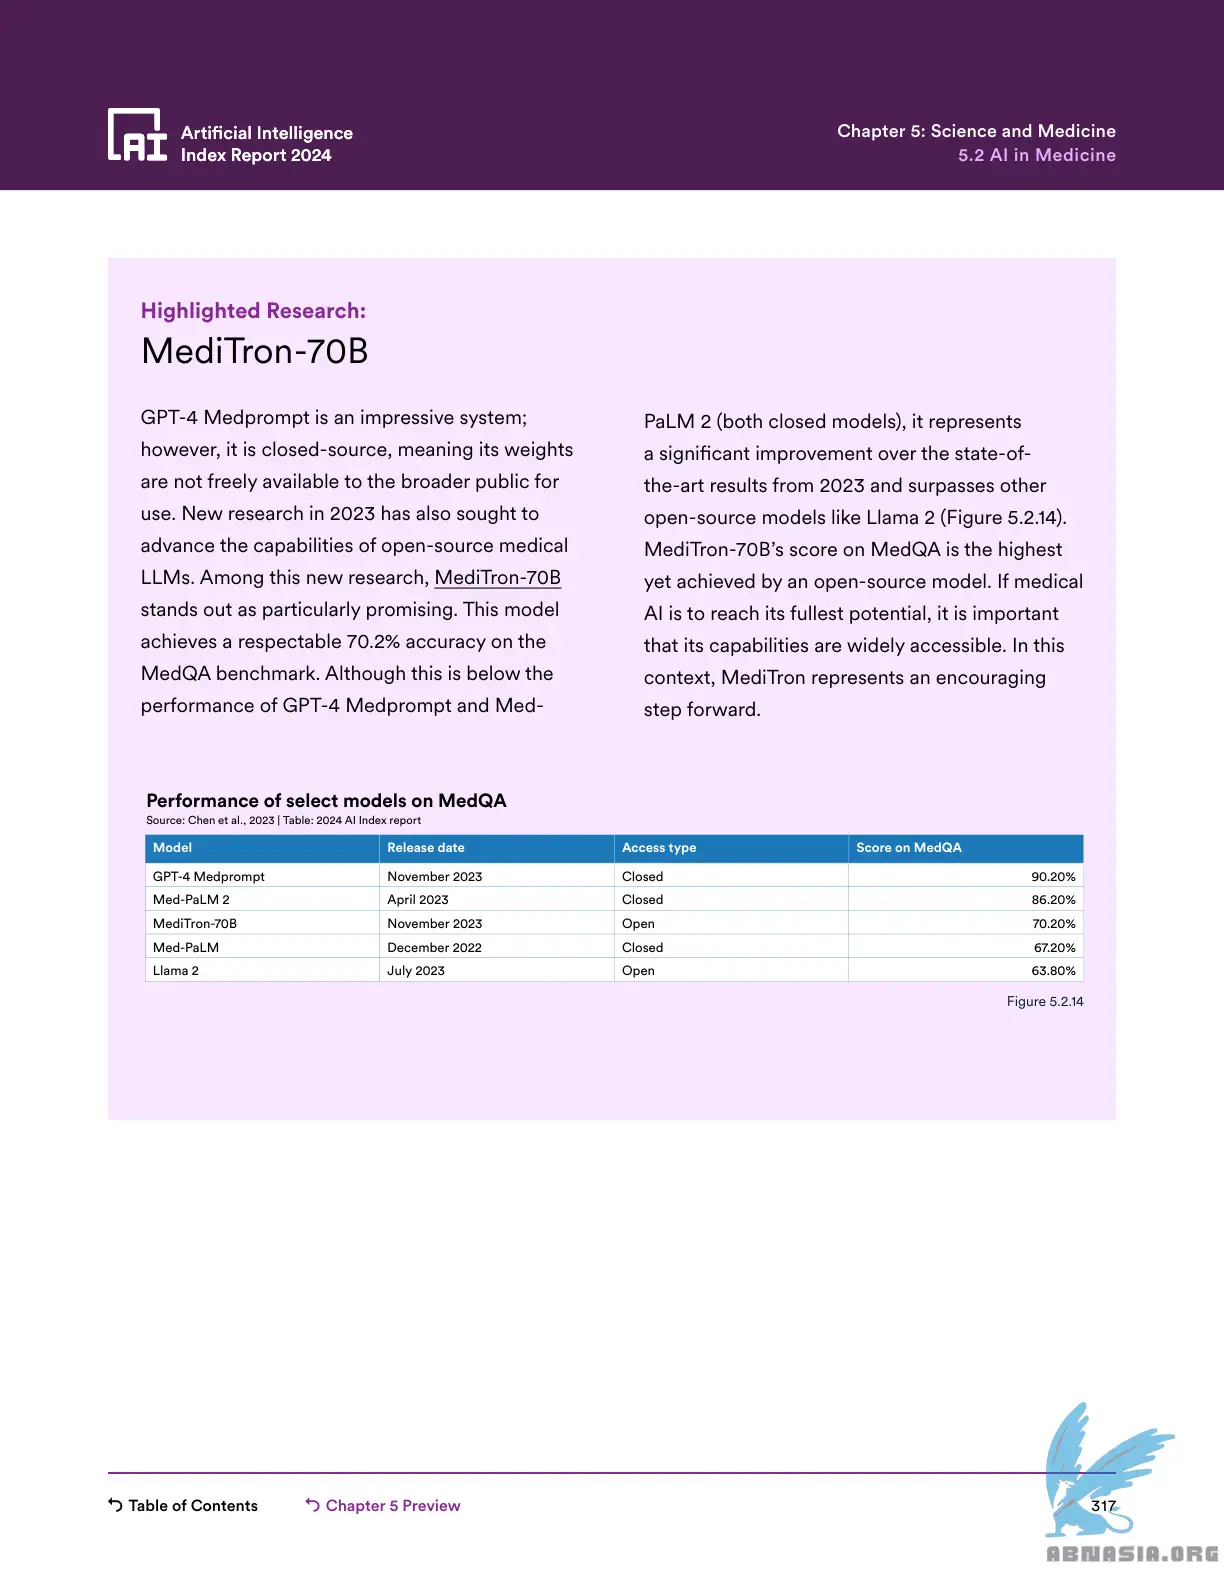 AI
Artificial Intelligence
Index Report 2024
Chapter 5: Science and Medicine
5.2 AI in Medicine
Highlighted Research:
MediTron-70B
GPT-4 Medprompt is an impressive system;
however, it is closed-source, meaning its weights
are not freely available to the broader public for
use. New research in 2023 has also sought to
advance the capabilities of open-source medical
LLMs. Among this new research, MediTron-70B
stands out as particularly promising. This model
achieves a respectable 70.2% accuracy on the
MedQA benchmark. Although this is below the
performance of GPT-4 Medprompt and Med-
PaLM 2 (both closed models), it represents
a significant improvement over the state-of-
the-art results from 2023 and surpasses other
open-source models like Llama 2 (Figure 5.2.14).
MediTron-70B’s score on MedQA is the highest
yet achieved by an open-source model. If medical
AI is to reach its fullest potential, it is important
that its capabilities are widely accessible. In this
context, MediTron represents an encouraging
step forward.
Performance of select models on MedQA
Source: Chen et al., 2023 | Table: 2024 AI Index report
Model Release date Access type Score on MedQA
GPT-4 Medprompt November 2023 Closed 90.20%
Med-PaLM 2 April 2023 Closed 86.20%
MediTron-70B November 2023 Open 70.20%
Med-PaLM December 2022 Closed 67.20%
Llama 2 July 2023 Open 63.80%
Figure 5.2.14
Table of Contents
Chapter 5 Preview
317
ABNASIA.ORG